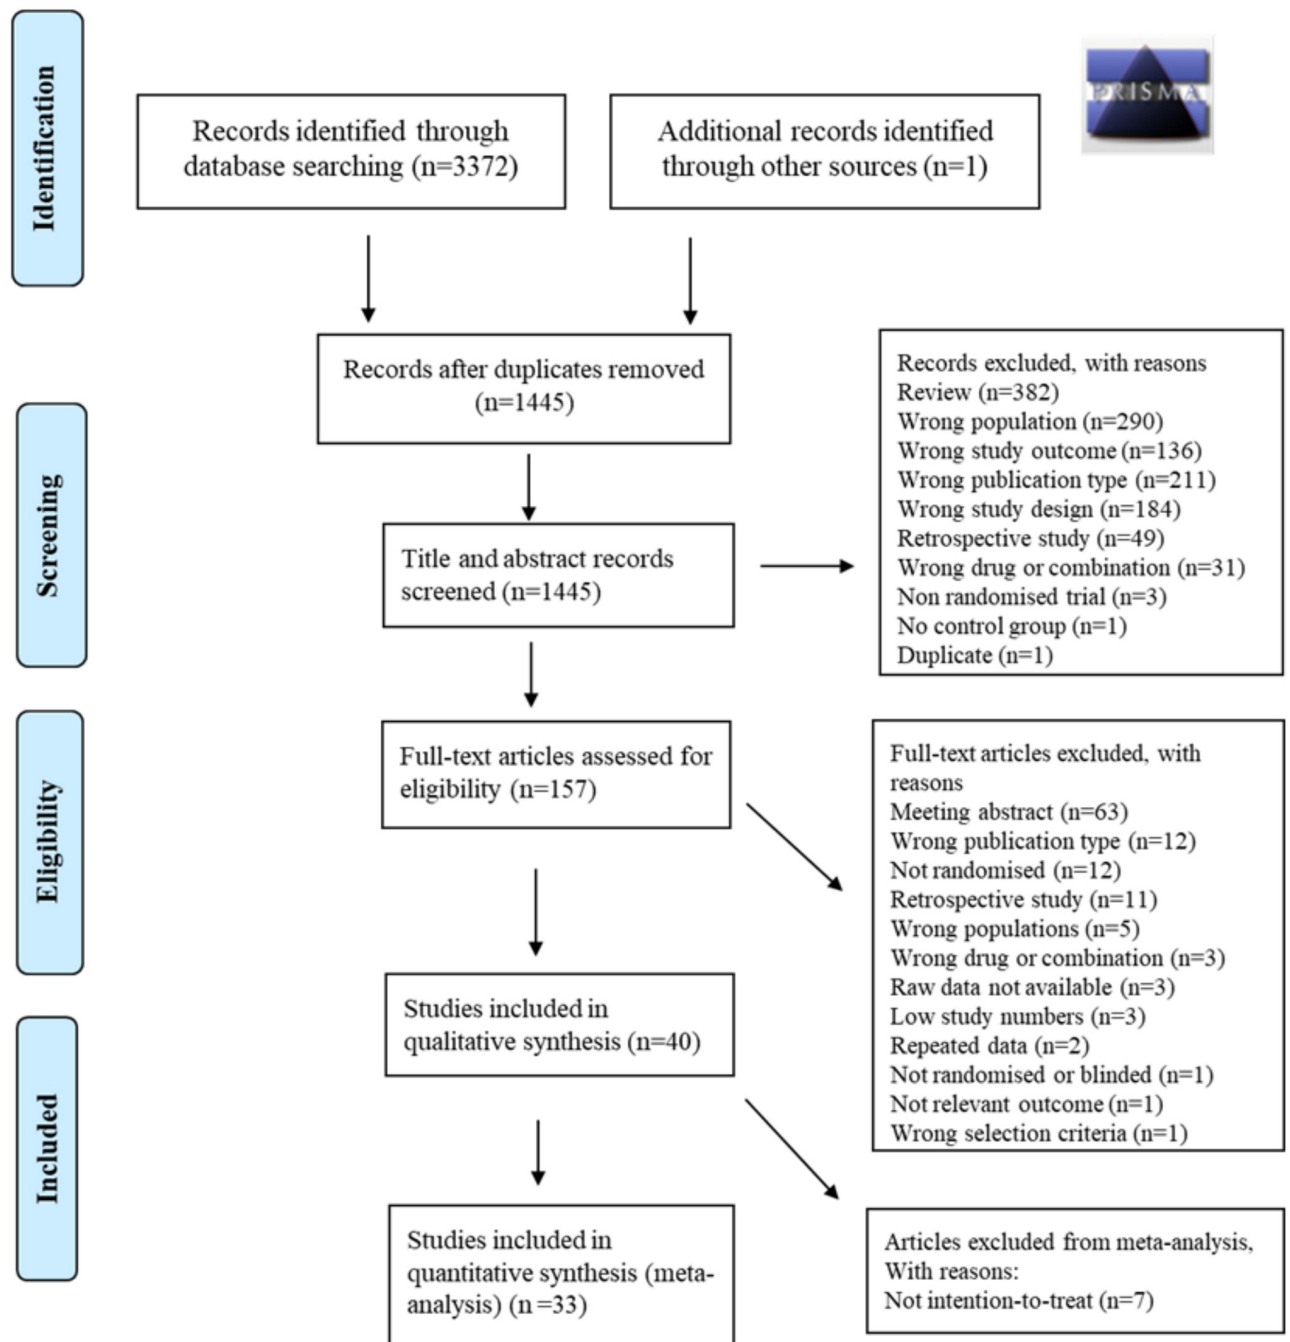 Identification
Records identified through
database searching (n=3372)
Additional records identified
through other sources (n=1)
PRISMA
Records after duplicates removed
(n=1445)
Screening
Title and abstract records
screened (n=1445)
Records excluded, with reasons
Review (n=382)
Wrong population (n=290)
Wrong study outcome (n=136)
Wrong publication type (n=211)
Wrong study design (n=184)
Retrospective study (n=49)
Wrong drug or combination (n=31)
Non randomised trial (n=3)
No control group (n=1)
Duplicate (n=1)
Eligibility
Full-text articles assessed for
eligibility (n=157)
Full-text articles excluded, with
reasons
Meeting abstract (n=63)
Wrong publication type (n=12)
Not randomised (n=12)
Retrospective study (n=11)
Wrong populations (n=5)
Wrong drug or combination (n=3)
Raw data not available (n=3)
Low study numbers (n=3)
Repeated data (n=2)
Not randomised or blinded (n=1)
Not relevant outcome (n=1)
Wrong selection criteria (n=1)
Studies included in
qualitative synthesis (n=40)
Included
Studies included in
quantitative synthesis (meta-
analysis) (n =33)
Articles excluded from meta-analysis,
With reasons:
Not intention-to-treat (n=7)